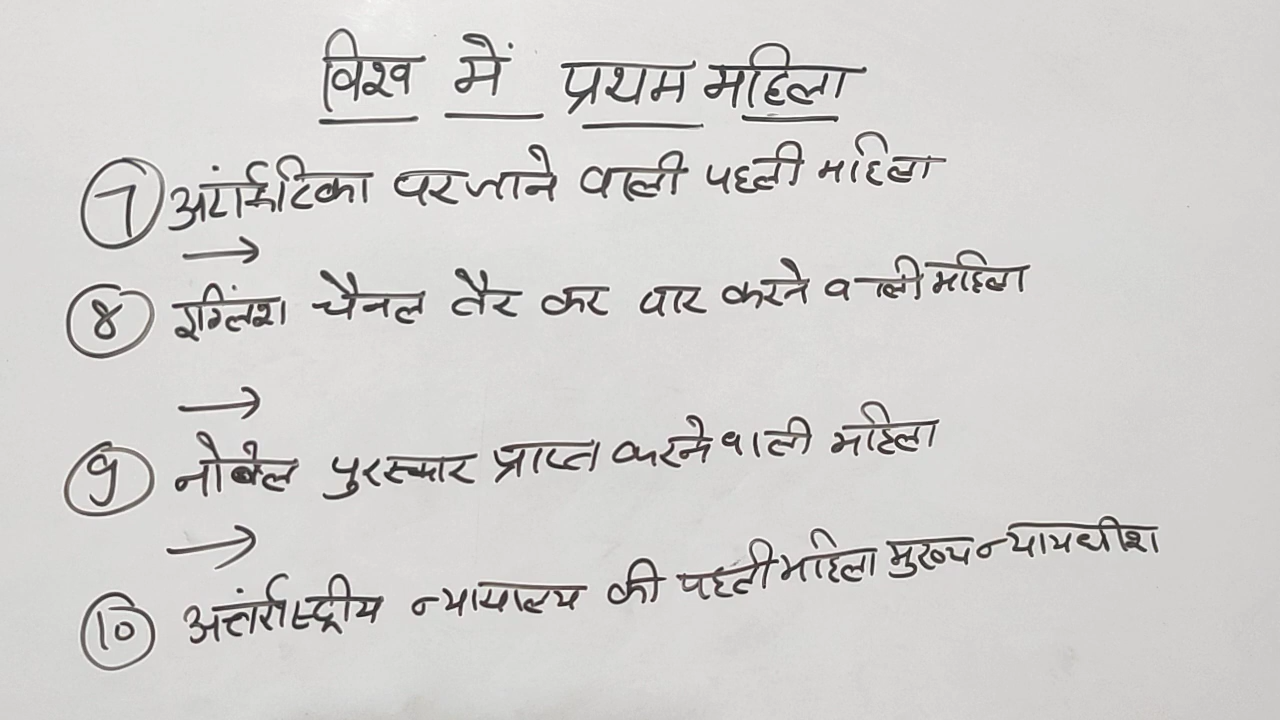 विश्व में प्रथम महिला
⑦ अंटार्कटिका पर जाने वाली पहली महिला
→
⑧ इंग्लिश चैनल तैर कर पार करने वाली महिला
→
⑨ नोबेल पुरस्कार प्राप्त करने वाली महिला
→
⑩ अर्न्तराष्ट्रीय न्यायालय की पहली महिला मुख्य न्यायधीश